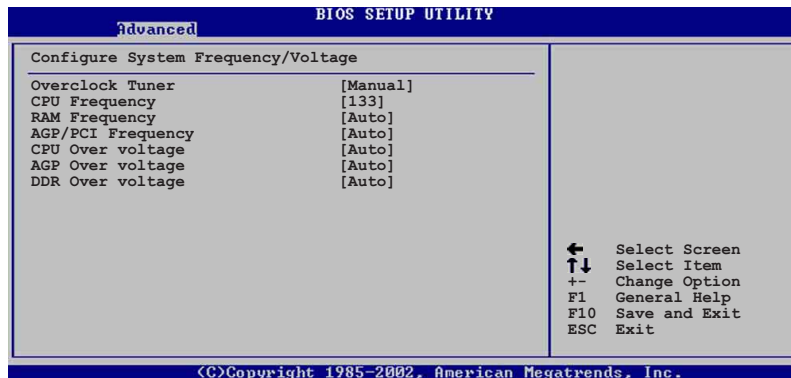 BIOS SETUP UTILITY
Advanced
Configure System Frequency/Voltage
Overclock Tuner [Manual]
CPU Frequency [133]
RAM Frequency [Auto]
AGP/PCI Frequency [Auto]
CPU Over voltage [Auto]
AGP Over voltage [Auto]
DDR Over voltage [Auto]
← Select Screen
↑↓ Select Item
+- Change Option
F1 General Help
F10 Save and Exit
ESC Exit
(C)Copyright 1985-2002, American Megatrends, Inc.